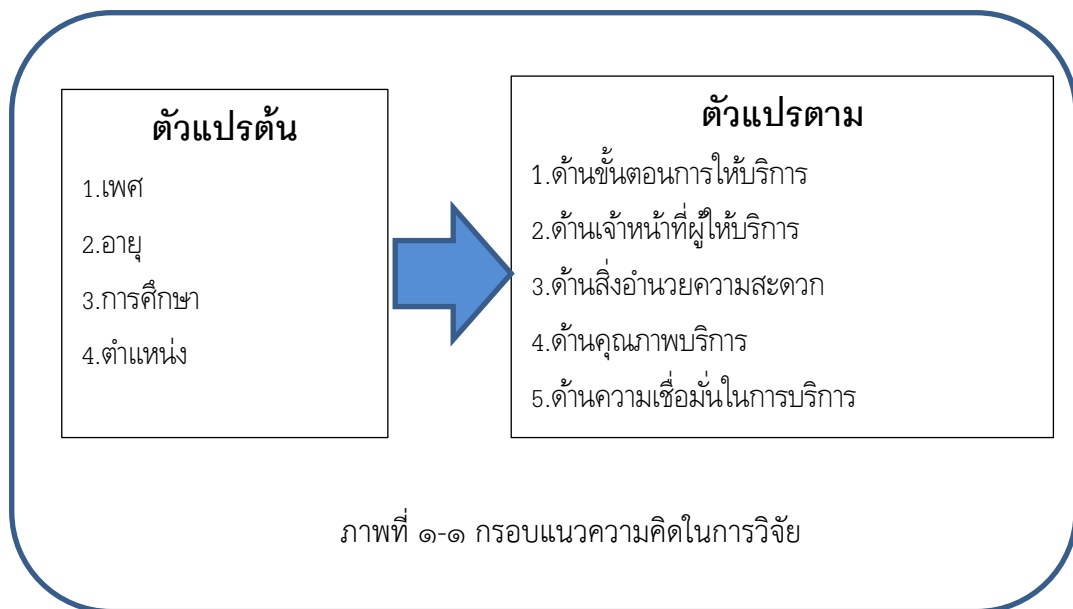 ตัวแปรต้น
1.เพศ
2.อายุ
3.การศึกษา
4.ตำแหน่ง
ตัวแปรตาม
1.ด้านขั้นตอนการให้บริการ
2.ด้านเจ้าหน้าที่ผู้ให้บริการ
3.ด้านสิ่งอำนวยความสะดวก
4.ด้านคุณภาพบริการ
5.ด้านความเชื่อมั่นในการบริการ
ภาพที่ ๑-๑ กรอบแนวความคิดในการวิจัย